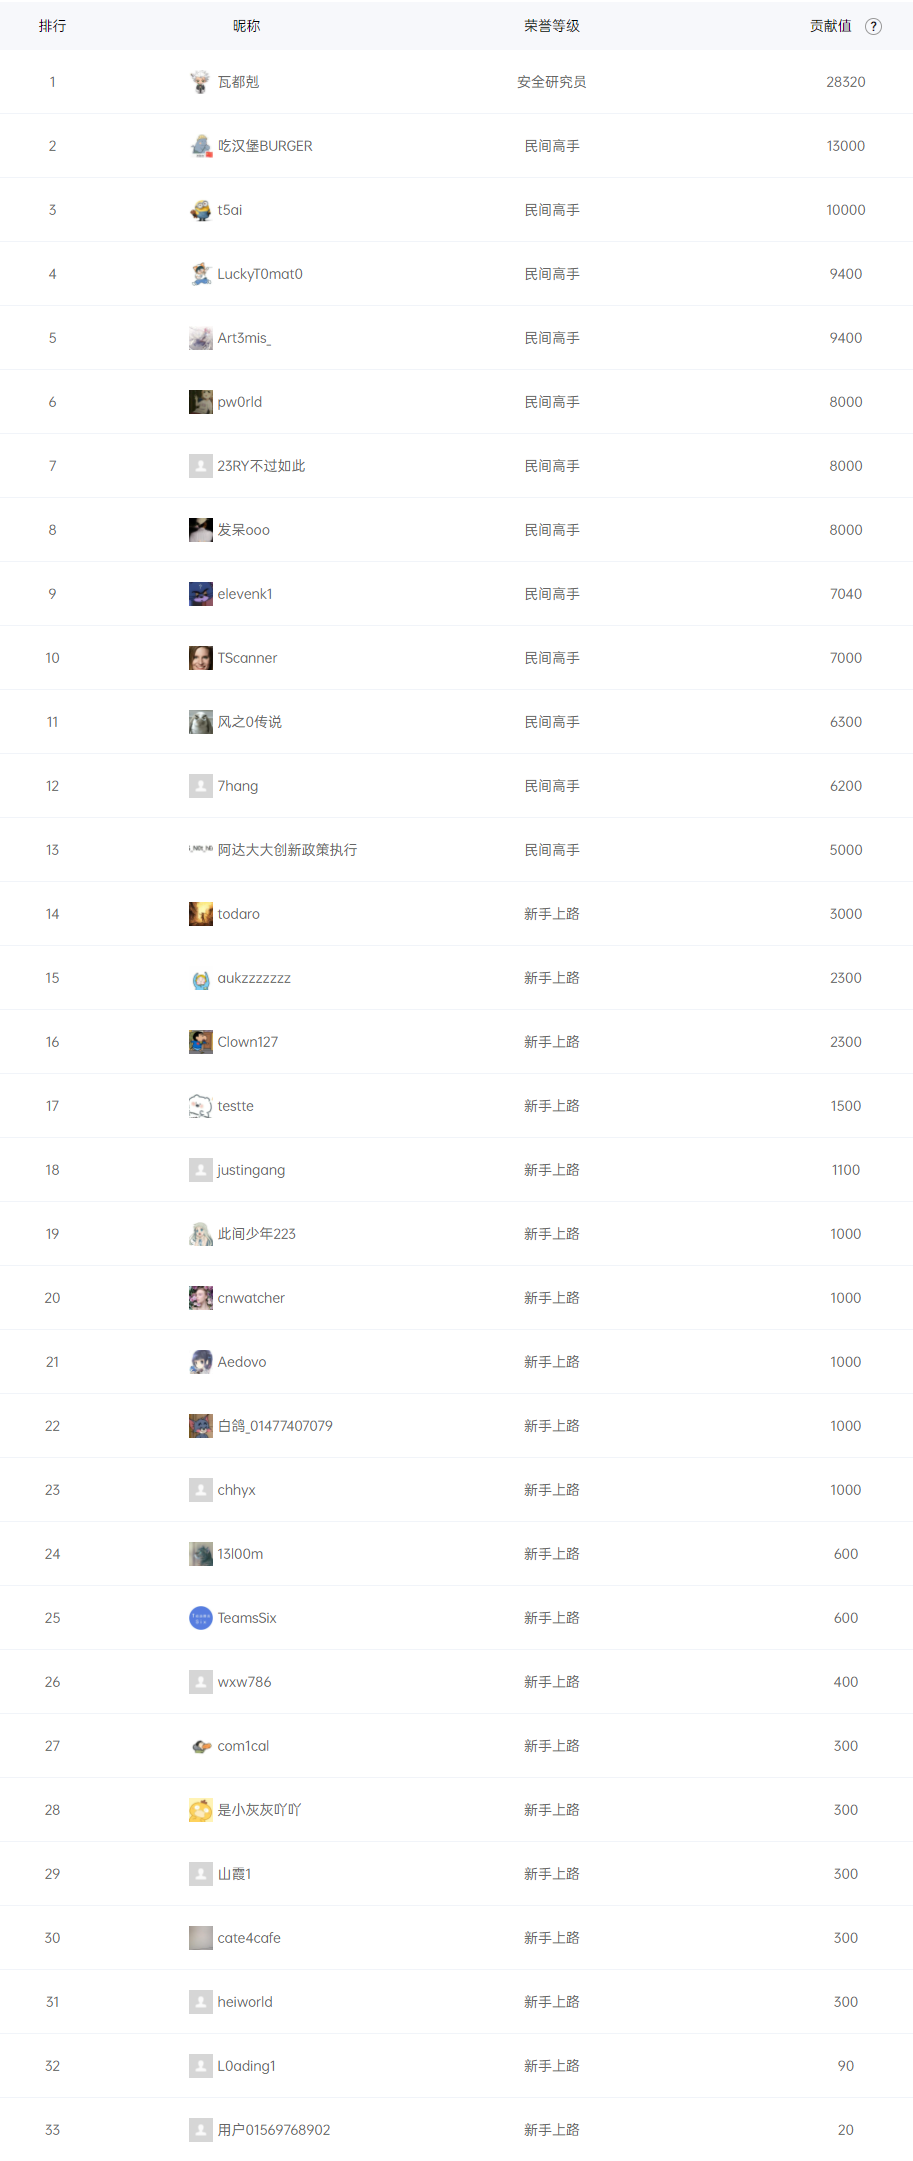 排行 昵称 荣誉等级 贡献值 ?
1 瓦都剋 安全研究员 28320
2 吃汉堡BURGER 民间高手 13000
3 t5ai 民间高手 10000
4 LuckyT0mat0 民间高手 9400
5 Art3mis_ 民间高手 9400
6 pw0rld 民间高手 8000
7 23RY不过如此 民间高手 8000
8 发呆ooo 民间高手 8000
9 elevenk1 民间高手 7040
10 TScanner 民间高手 7000
11 风之0传说 民间高手 6300
12 7hang 民间高手 6200
13 阿达大大创新政策执行 民间高手 5000
14 todaro 新手上路 3000
15 aukzzzzzzz 新手上路 2300
16 Clown127 新手上路 2300
17 testte 新手上路 1500
18 justingang 新手上路 1100
19 此间少年223 新手上路 1000
20 cnwatcher 新手上路 1000
21 Aedovo 新手上路 1000
22 白鸽_01477407079 新手上路 1000
23 chhyx 新手上路 1000
24 13l00m 新手上路 600
25 TeamsSix 新手上路 600
26 wxw786 新手上路 400
27 com1cal 新手上路 300
28 是小灰灰吖吖 新手上路 300
29 山霞1 新手上路 300
30 cate4cafe 新手上路 300
31 heiworld 新手上路 300
32 L0ading1 新手上路 90
33 用户01569768902 新手上路 20